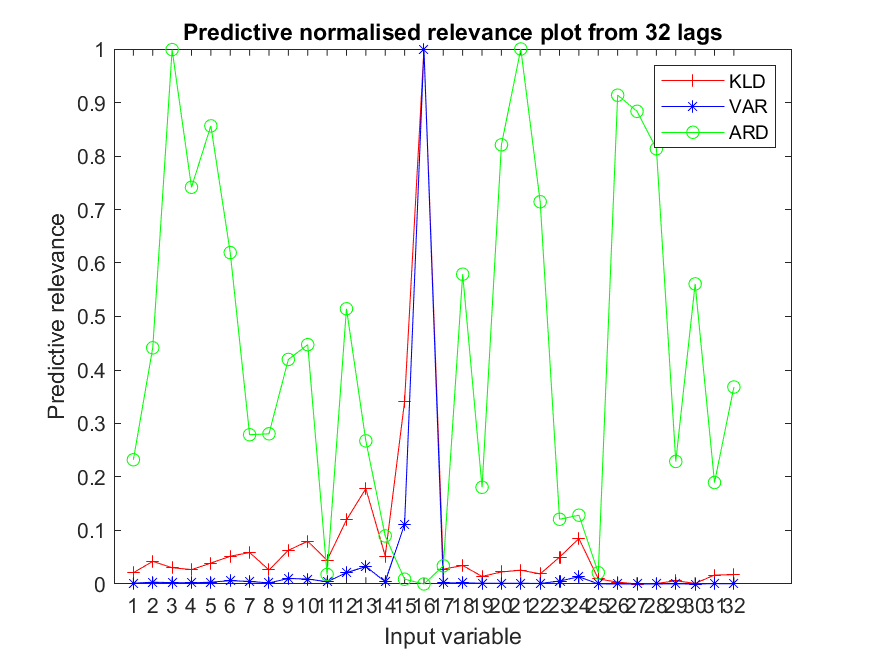 Predictive normalised relevance plot from 32 lags
KLD
VAR
ARD
1
0.9
0.8
0.7
0.6
0.5
0.4
0.3
0.2
0.1
0
Predictive relevance
1 2 3 4 5 6 7 8 9 10 11 12 13 14 15 16 17 18 19 20 21 22 23 24 25 26 27 28 29 30 31 32
Input variable